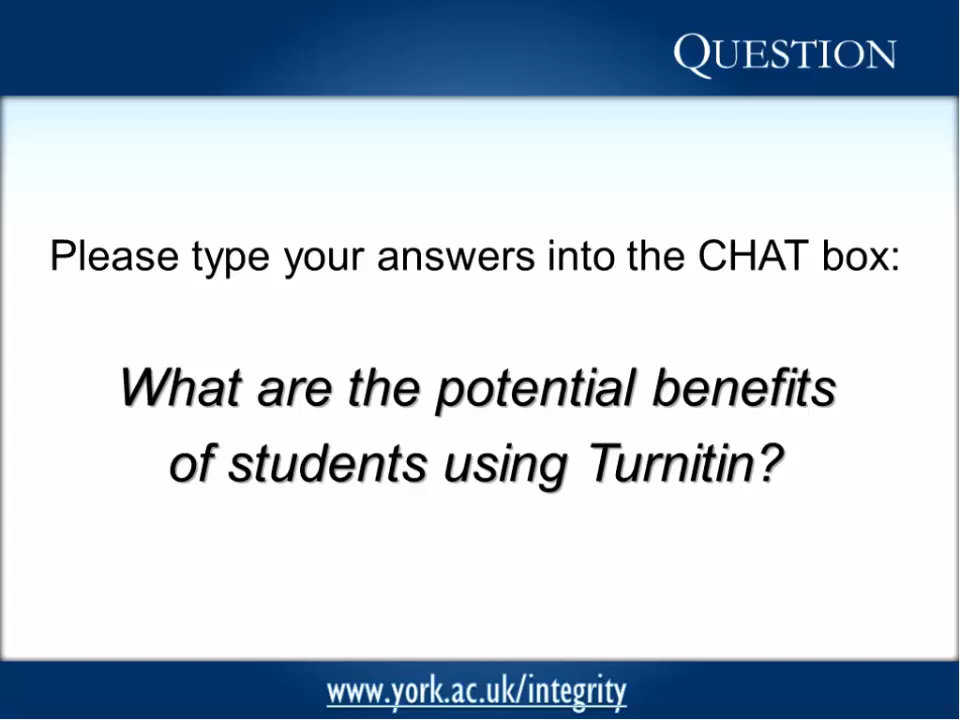 QUESTION
Please type your answers into the CHAT box:
What are the potential benefits
of students using Turnitin?
www.york.ac.uk/integrity